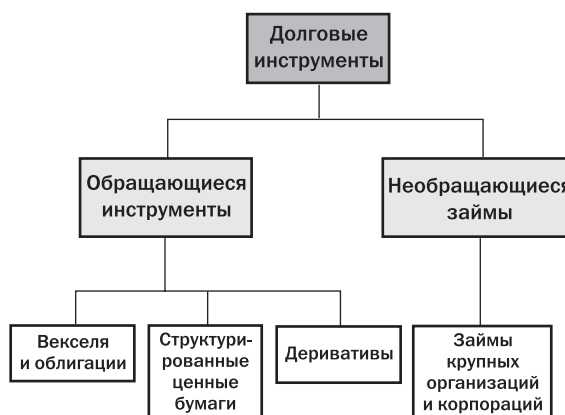 Долговые
инструменты
Обращающиеся
инструменты
Необращающиеся
займы
Векселя
и облигации
Структури-
рованные
ценные
бумаги
Деривативы
Займы
крупных
организаций
и корпораций